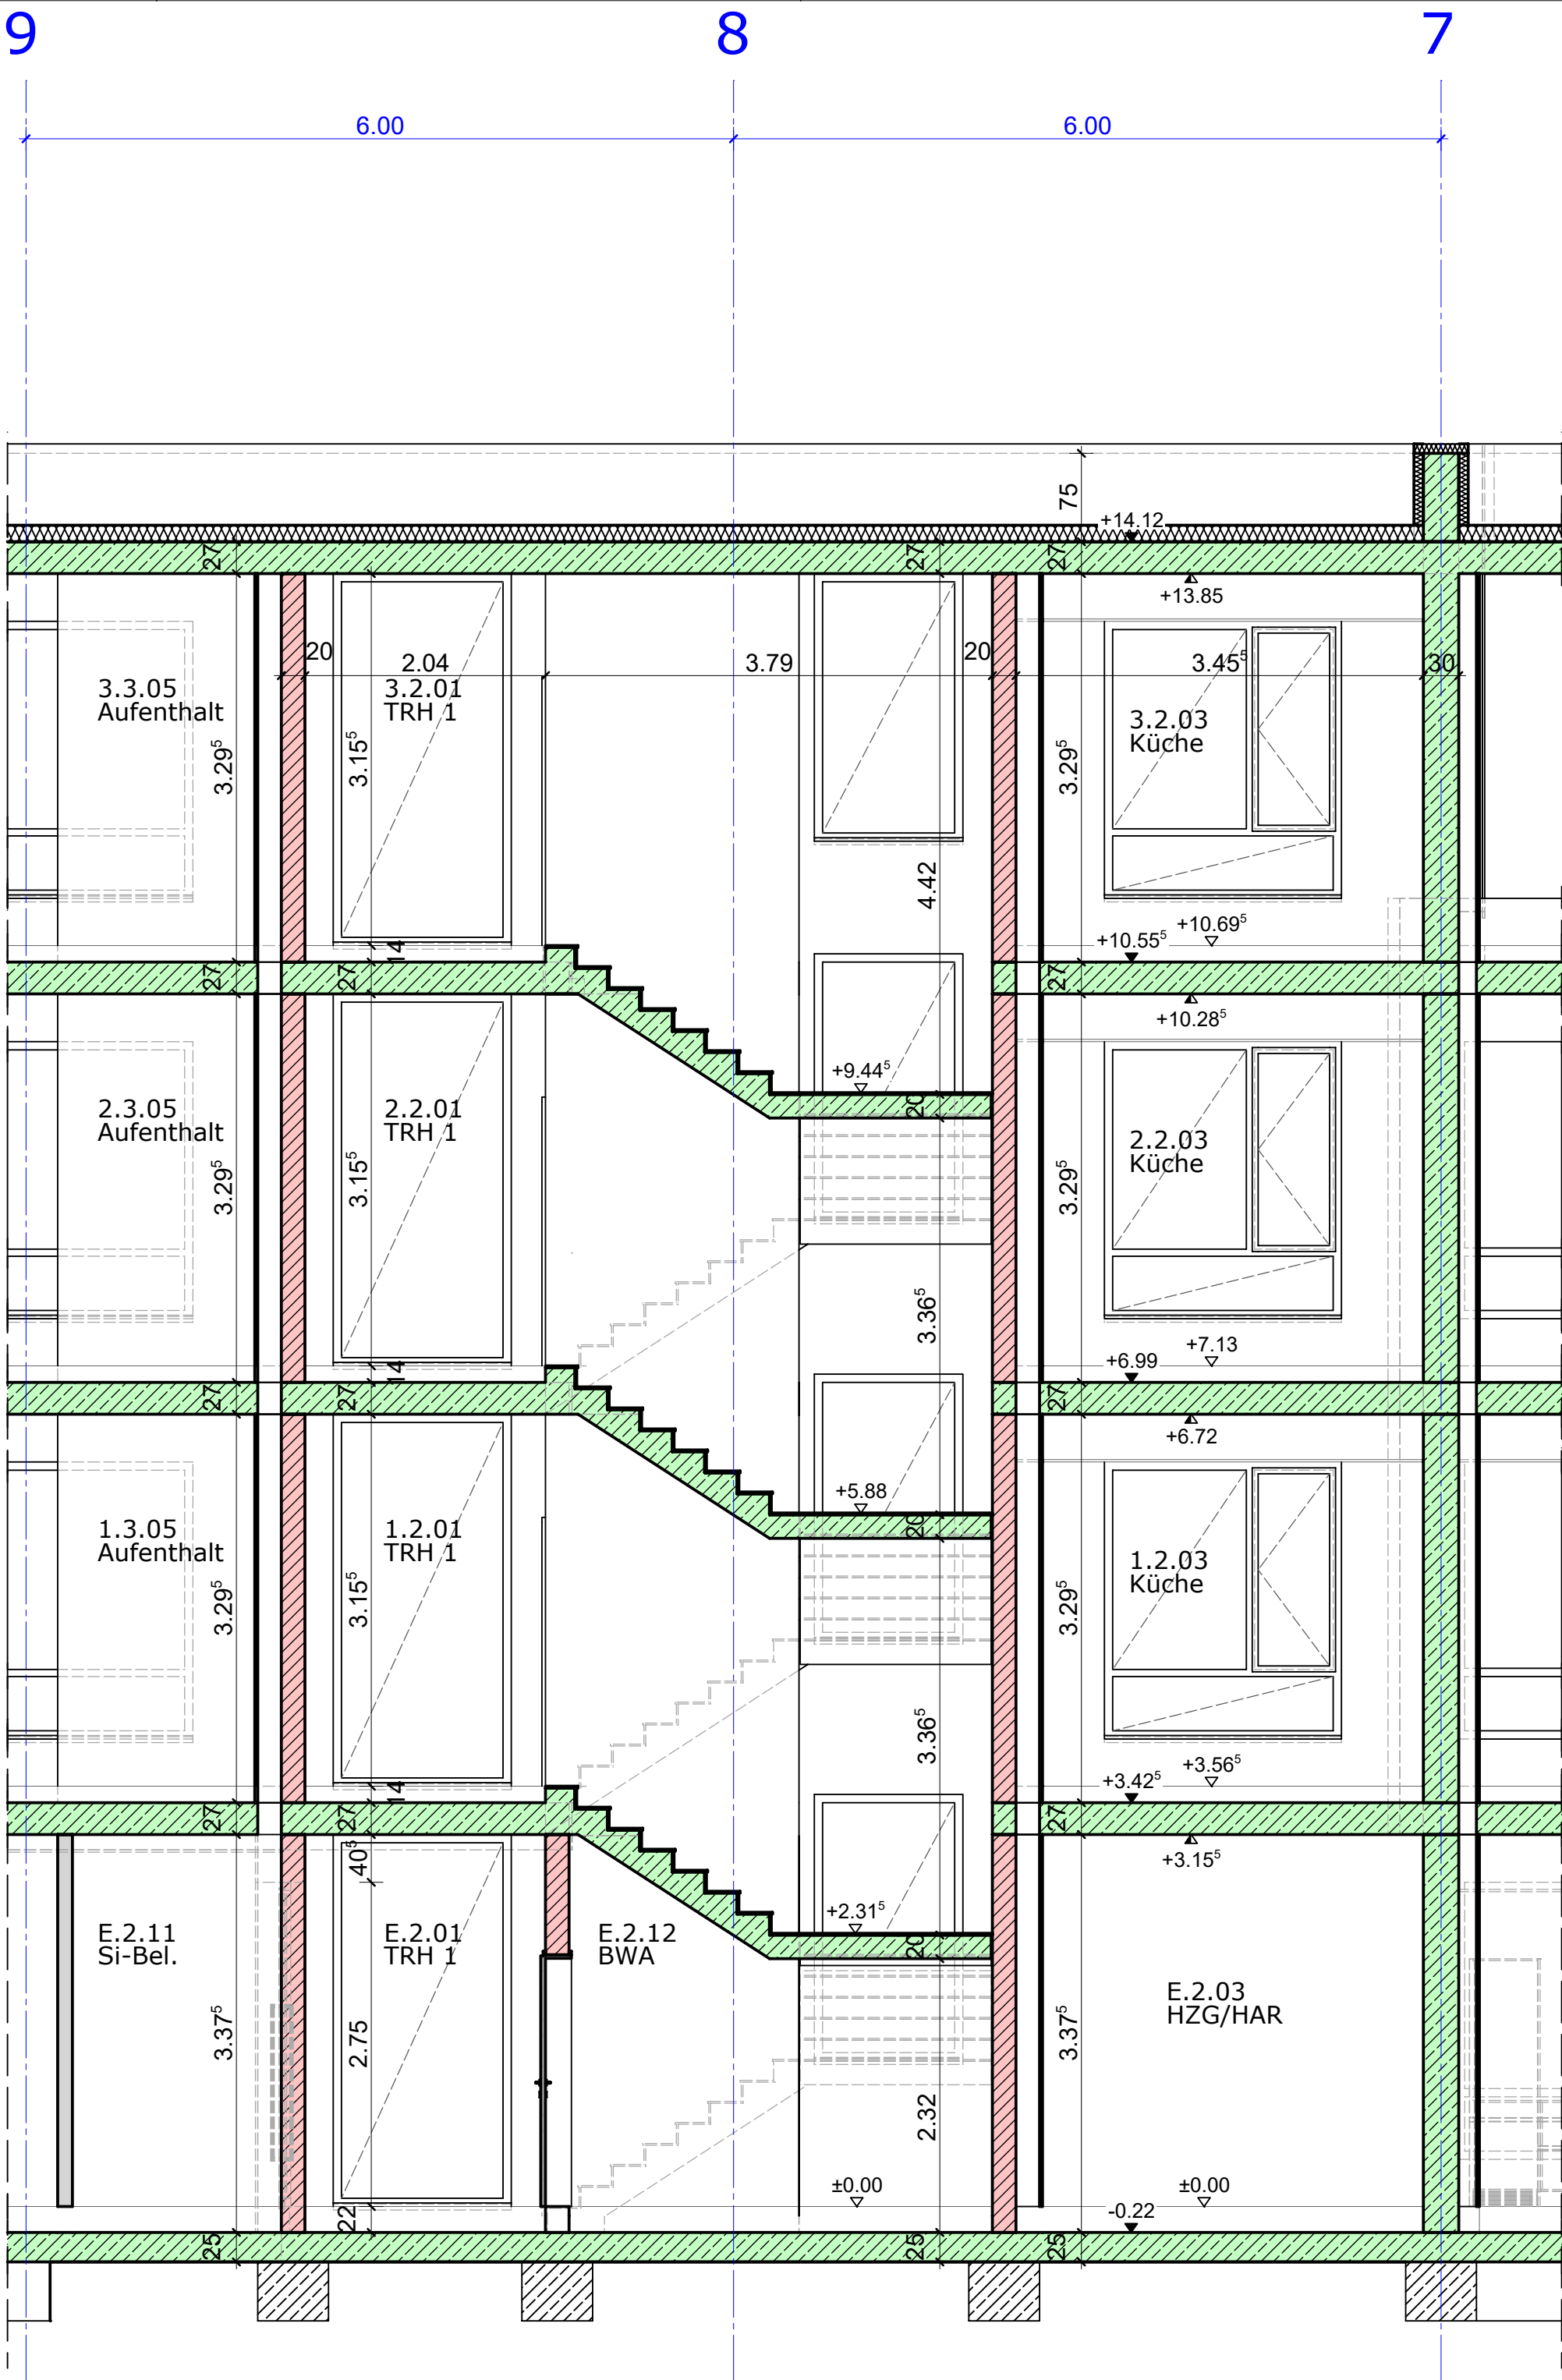 9 8 7
6.00 6.00
75
+14.12
27 27 27
+13.85
20 2.04 3.79 20 3.45⁵ 30
3.3.05
Aufenthalt
3.2.01
TRH 1
3.2.03
Küche
3.29⁵ 3.15⁵ 3.29⁵
4.42
+10.69⁵
+10.55⁵
14
27 27 27
+10.28⁵
+9.44⁵
20
2.3.05
Aufenthalt
2.2.01
TRH 1
2.2.03
Küche
3.29⁵ 3.15⁵ 3.29⁵
3.36⁵
+7.13
+6.99
14
27 27 27
+6.72
+5.88
20
1.3.05
Aufenthalt
1.2.01
TRH 1
1.2.03
Küche
3.29⁵ 3.15⁵ 3.29⁵
3.36⁵
+3.56⁵
+3.42⁵
14
27 27 27
40⁵
+3.15⁵
+2.31⁵
20
E.2.11
Si-Bel.
E.2.01
TRH 1
E.2.12
BWA
E.2.03
HZG/HAR
3.37⁵ 2.75 3.37⁵
2.32
±0.00 ±0.00
-0.22
22
25 25 25